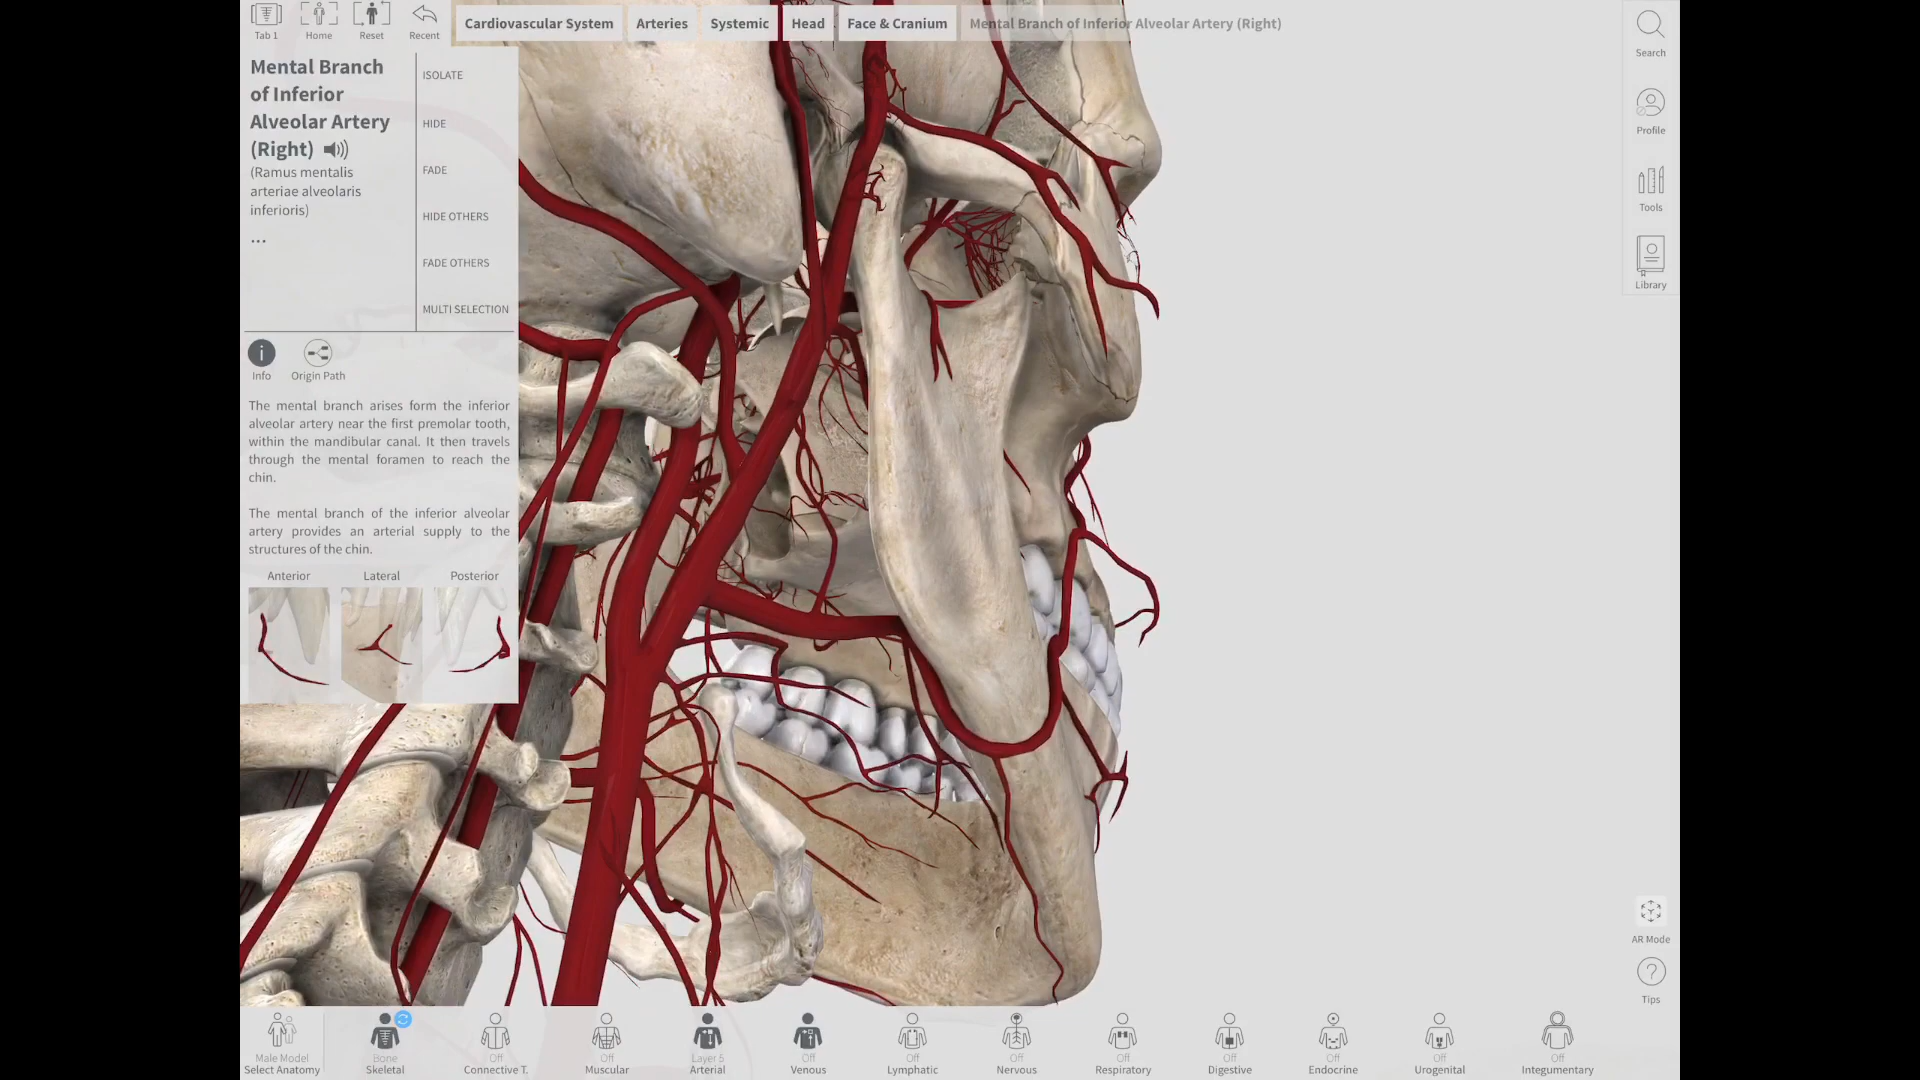 Tab 1
Home
Reset
Recent
Cardiovascular System
Arteries
Systemic
Head
Face & Cranium
Mental Branch of Inferior Alveolar Artery (Right)
Mental Branch
of Inferior
Alveolar Artery
(Right)
(Ramus mentalis
arteriae alveolaris
inferioris)
...
ISOLATE
HIDE
FADE
HIDE OTHERS
FADE OTHERS
MULTI SELECTION
Info
Origin Path
The mental branch arises form the inferior
alveolar artery near the first premolar tooth,
within the mandibular canal. It then travels
through the mental foramen to reach the
chin.
The mental branch of the inferior alveolar
artery provides an arterial supply to the
structures of the chin.
Anterior
Lateral
Posterior
Search
Profile
Tools
Library
AR Mode
Tips
Male Model
Select Anatomy
Bone
Skeletal
Off
Connective T.
Off
Muscular
Layer 5
Arterial
Off
Venous
Off
Lymphatic
Off
Nervous
Off
Respiratory
Off
Digestive
Off
Endocrine
Off
Urogenital
Off
Integumentary